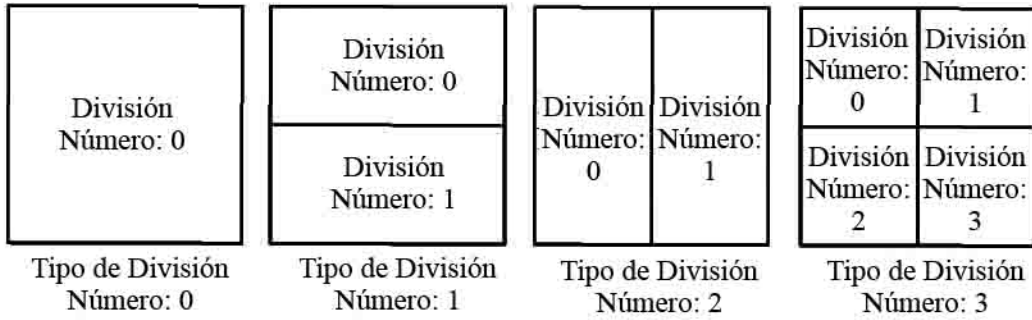 División
Número: 0
Tipo de División
Número: 0
División
Número: 0
División
Número: 1
Tipo de División
Número: 1
División
Número:
0
División
Número:
1
Tipo de División
Número: 2
División
Número:
0
División
Número:
1
División
Número:
2
División
Número:
3
Tipo de División
Número: 3